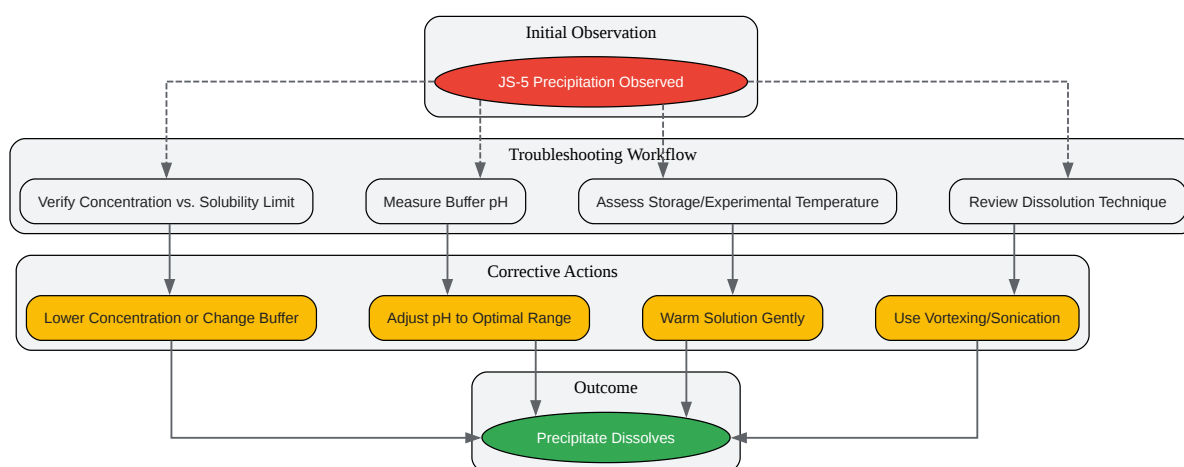 Initial Observation
JS-5 Precipitation Observed
Troubleshooting Workflow
Verify Concentration vs. Solubility Limit
Measure Buffer pH
Assess Storage/Experimental Temperature
Review Dissolution Technique
Corrective Actions
Lower Concentration or Change Buffer
Adjust pH to Optimal Range
Warm Solution Gently
Use Vortexing/Sonication
Outcome
Precipitate Dissolves